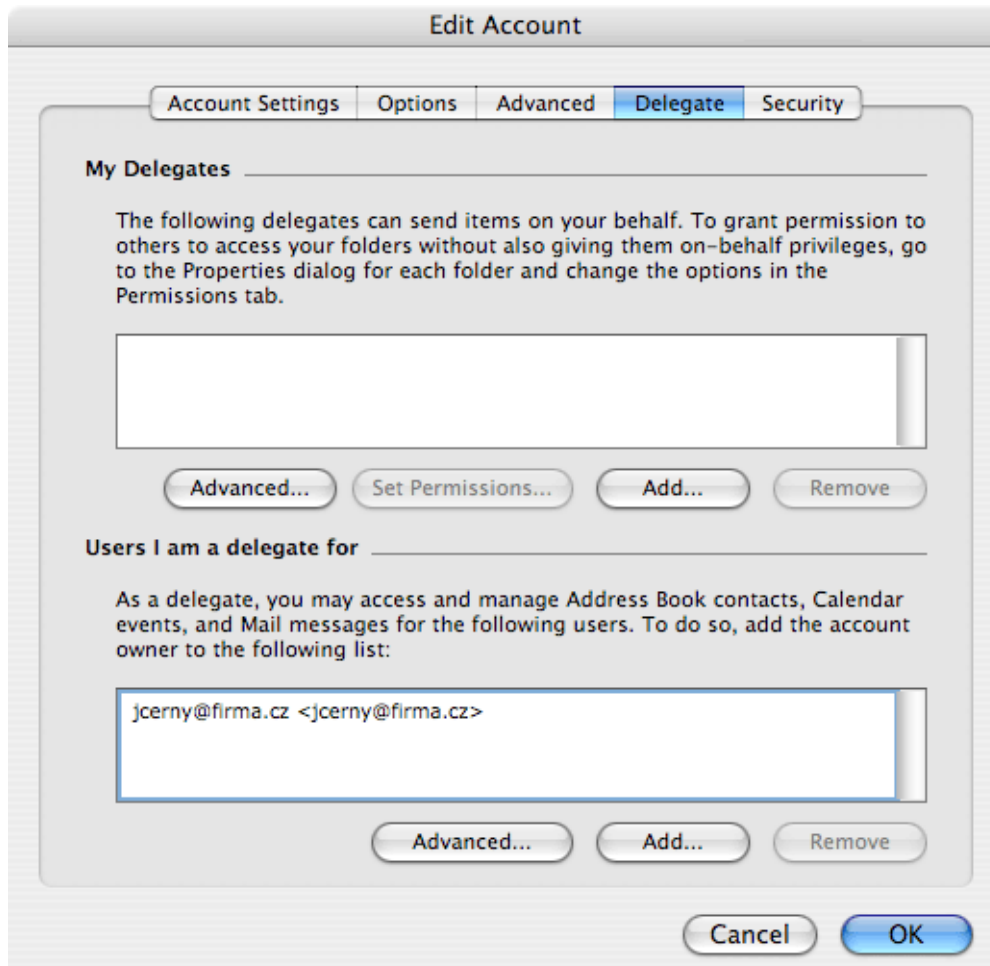 Edit Account
Account Settings Options Advanced Delegate Security
My Delegates
The following delegates can send items on your behalf. To grant permission to
others to access your folders without also giving them on-behalf privileges, go
to the Properties dialog for each folder and change the options in the
Permissions tab.
Advanced... Set Permissions... Add... Remove
Users I am a delegate for
As a delegate, you may access and manage Address Book contacts, Calendar
events, and Mail messages for the following users. To do so, add the account
owner to the following list:
jcerny@firma.cz <jcerny@firma.cz>
Advanced... Add... Remove
Cancel OK